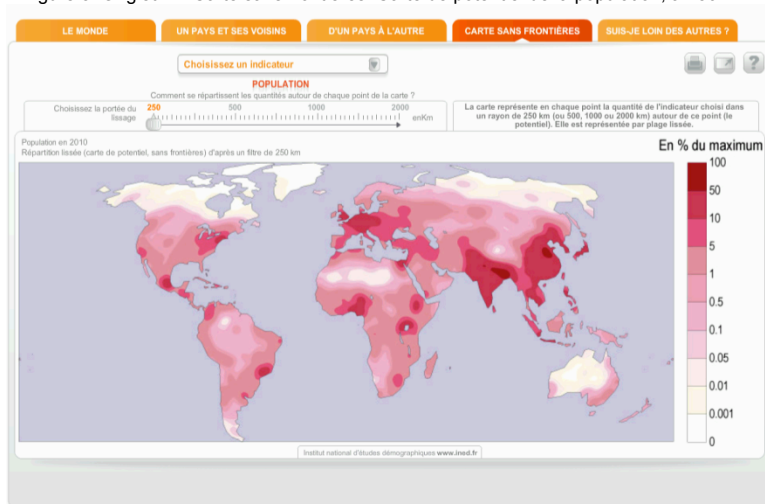 LE MONDE
UN PAYS ET SES VOISINS
D'UN PAYS À L'AUTRE
CARTE SANS FRONTIÈRES
SUIS-JE LOIN DES AUTRES ?
Choisissez un indicateur
?
POPULATION
Comment se répartissent les quantités autour de chaque point de la carte ?
Choisissez la portée du
lissage
250 500 1000 2000 enKm
La carte représente en chaque point la quantité de l'indicateur choisi dans
un rayon de 250 km (ou 500, 1000 ou 2000 km) autour de ce point (le
potentiel). Elle est représentée par plage lissée.
Population en 2010
Répartition lissée (carte de potentiel, sans frontières) d'après un filtre de 250 km
En % du maximum
100
50
10
5
1
0.5
0.1
0.05
0.01
0.001
0
Institut national d'études démographiques www.ined.fr